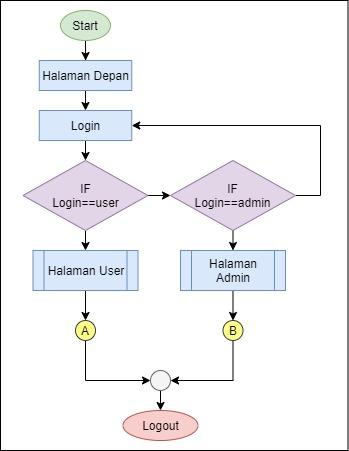 Start
Halaman Depan
Login
IF
Login==user
IF
Login==admin
Halaman User
Halaman
Admin
A
B
Logout